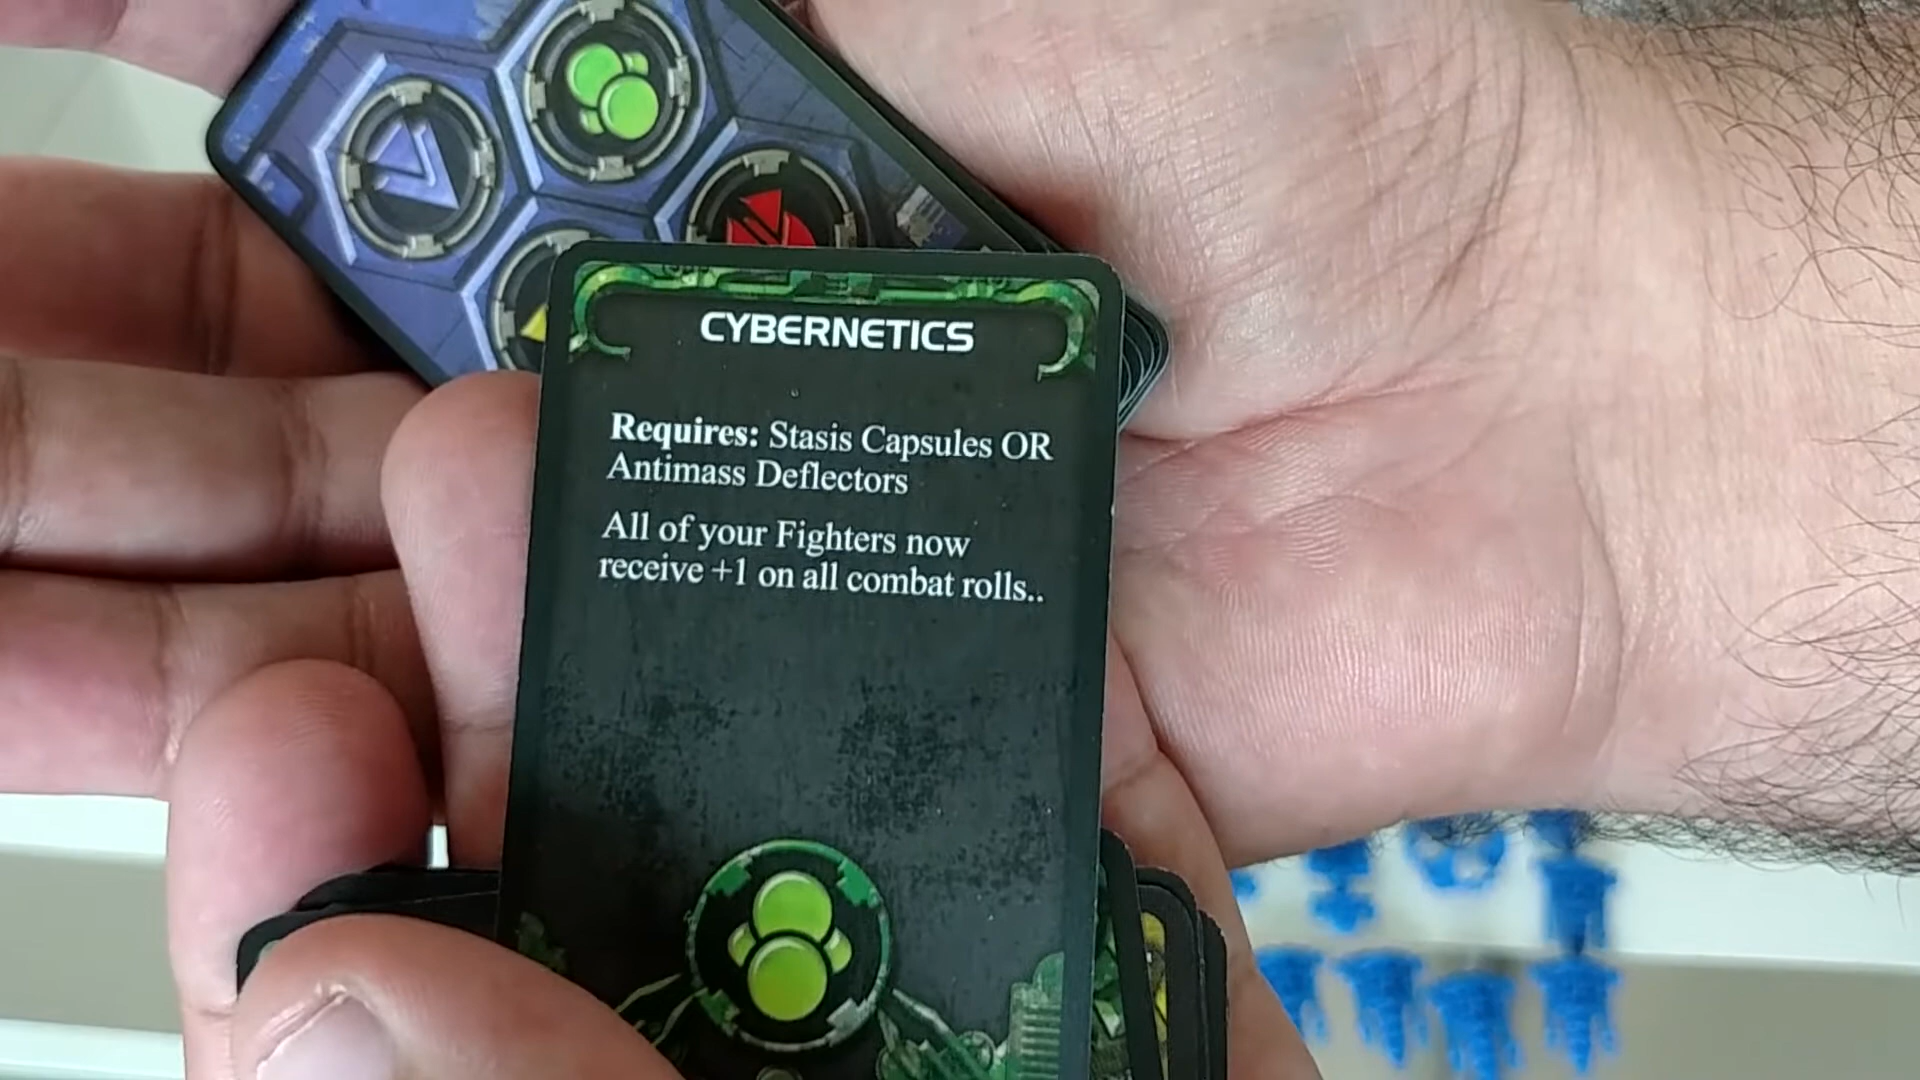 CYBERNETICS
Requires: Stasis Capsules OR
Antimass Deflectors
All of your Fighters now
receive +1 on all combat rolls..